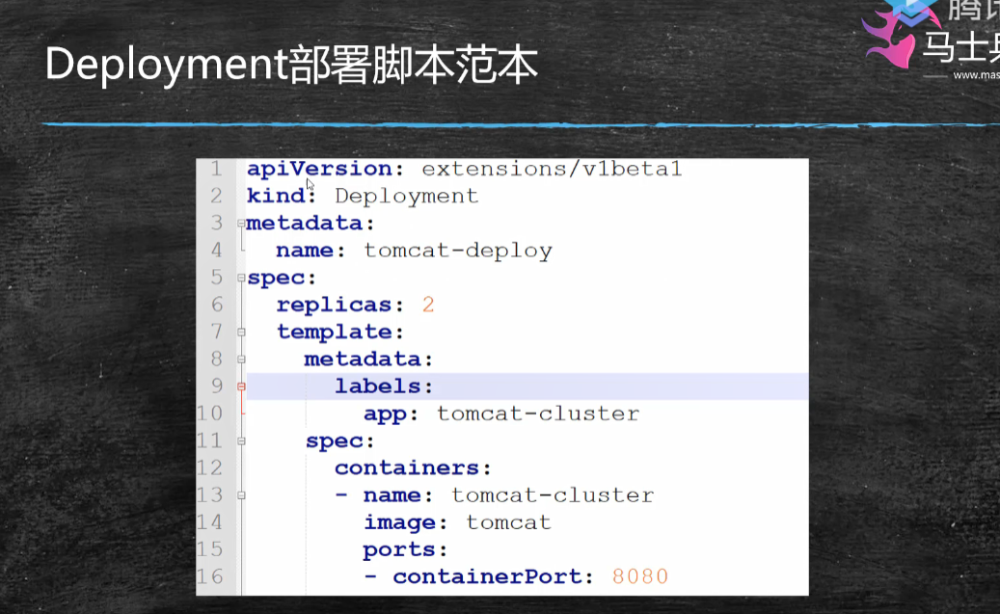 腾讯
马士兵
www.mas
Deployment部署脚本范本
1 apiVersion: extensions/v1beta1
2 kind: Deployment
3 metadata:
4   name: tomcat-deploy
5 spec:
6   replicas: 2
7   template:
8     metadata:
9       labels:
10         app: tomcat-cluster
11     spec:
12       containers:
13       - name: tomcat-cluster
14         image: tomcat
15         ports:
16         - containerPort: 8080